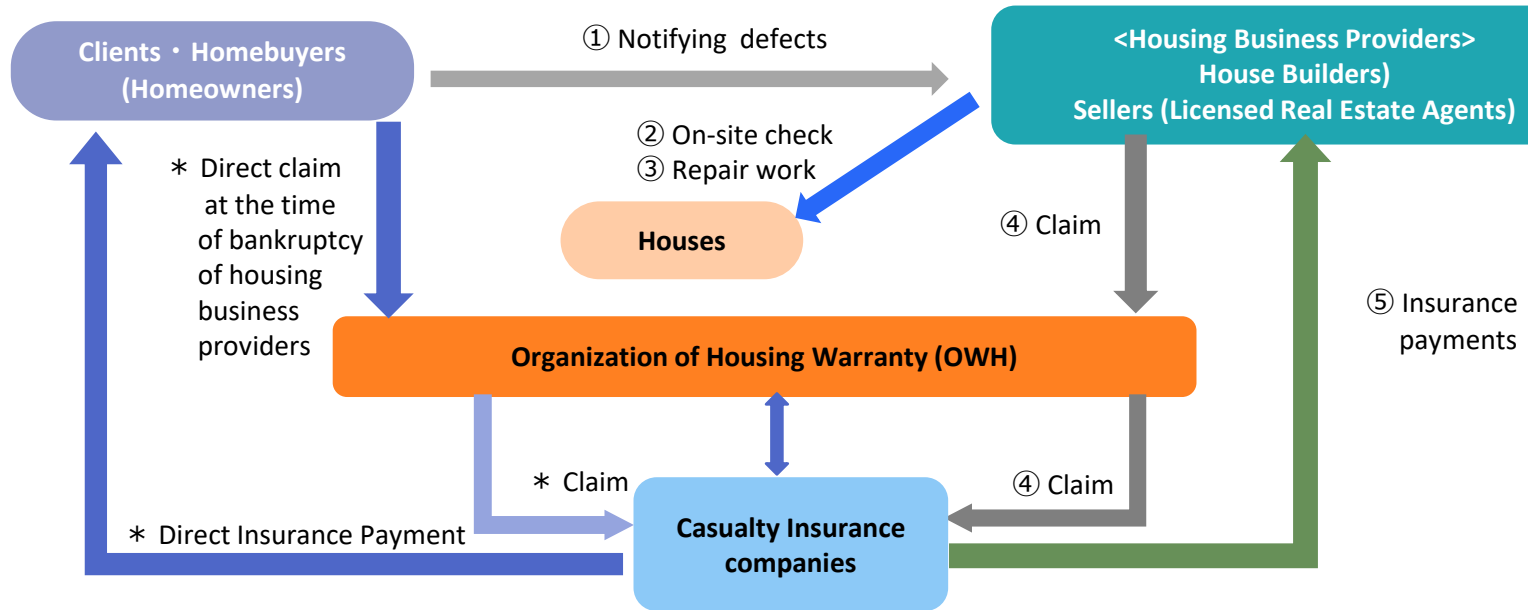 Clients・Homebuyers
(Homeowners)
① Notifying defects
<Housing Business Providers>
House Builders)
Sellers (Licensed Real Estate Agents)
② On-site check
③ Repair work
Houses
＊ Direct claim
at the time
of bankruptcy
of housing
business
providers
④ Claim
⑤ Insurance
payments
Organization of Housing Warranty (OWH)
＊ Claim
④ Claim
＊ Direct Insurance Payment
Casualty Insurance
companies